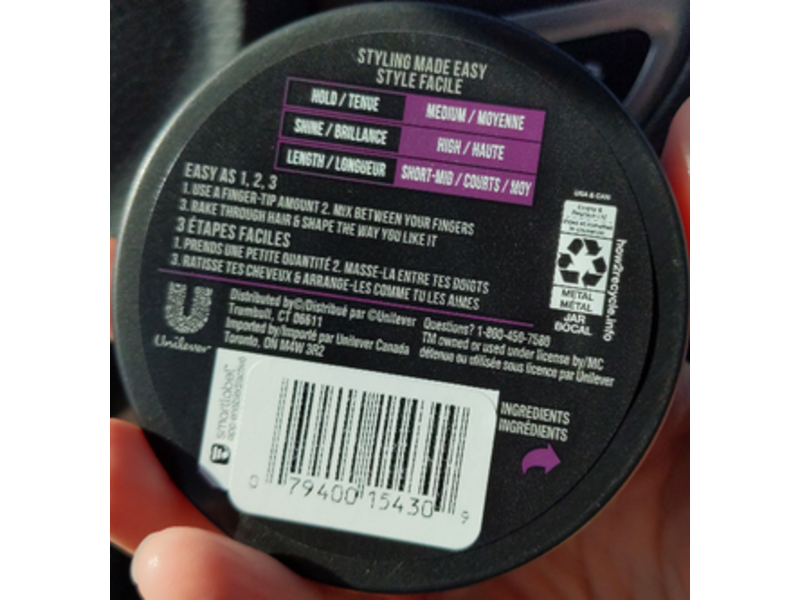 STYLING MADE EASY
STYLE FACILE
HOLD / TENUE MEDIUM / MOYENNE
SHINE / BRILLANCE HIGH / HAUTE
LENGTH / LONGUEUR SHORT-MID / COURTS / MOY
EASY AS 1, 2, 3
1. USE A FINGER-TIP AMOUNT 2. MIX BETWEEN YOUR FINGERS
3. RAKE THROUGH HAIR & SHAPE THE WAY YOU LIKE IT
3 ÉTAPES FACILES
1. PRENDS UNE PETITE QUANTITÉ 2. MASSE-LA ENTRE TES DOIGTS
3. RATISSE TES CHEVEUX & ARRANGE-LES COMME TU LES AIMES
USA & CAN
METAL
MÉTAL
JAR
BOCAL
how2recycle.info
Unilever
Distributed by©/Distribué par ©Unilever
Trumbull, CT 06611
Imported by/Importé par Unilever Canada
Toronto, ON M4W 3R2
Questions? 1-800-450-7580
TM owned or used under license by/MC
détenue ou utilisée sous licence par Unilever
smartlabel
INGREDIENTS
INGRÉDIENTS
0 79400 15430 9